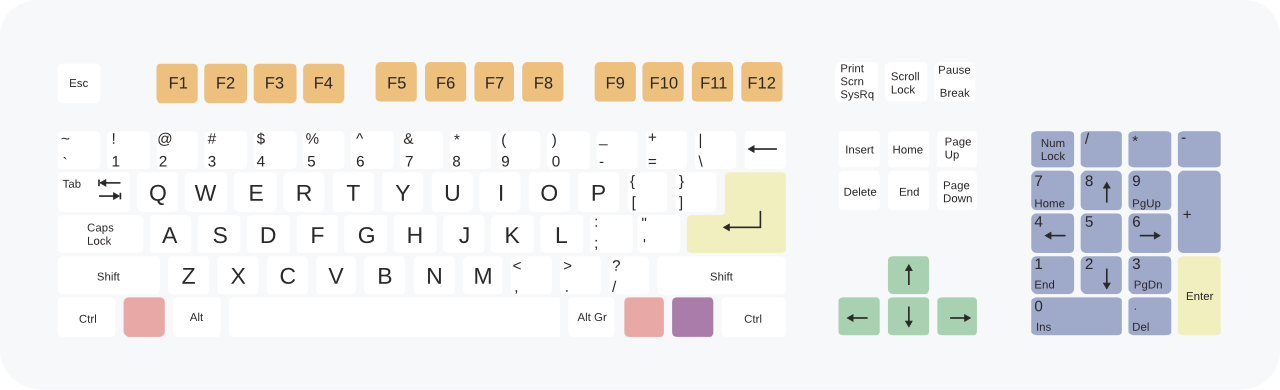 Esc F1 F2 F3 F4 F5 F6 F7 F8 F9 F10 F11 F12 Print Scrn SysRq Scroll Lock Pause Break
~ ! @ # $ % ^ & * ( ) _ + |
` 1 2 3 4 5 6 7 8 9 0 - = \ ←
Insert Home Page Up Num Lock / * -
Tab Q W E R T Y U I O P { [ } ]
Delete End Page Down 7 Home 8 ↑ 9 PgUp +
Caps Lock A S D F G H J K L : ; " ' ↵
4 ← 5 6 →
Shift Z X C V B N M < , > . ? / Shift
↑ 1 End 2 ↓ 3 PgDn Enter
Ctrl Alt Alt Gr Ctrl ← ↓ → 0 Ins . Del